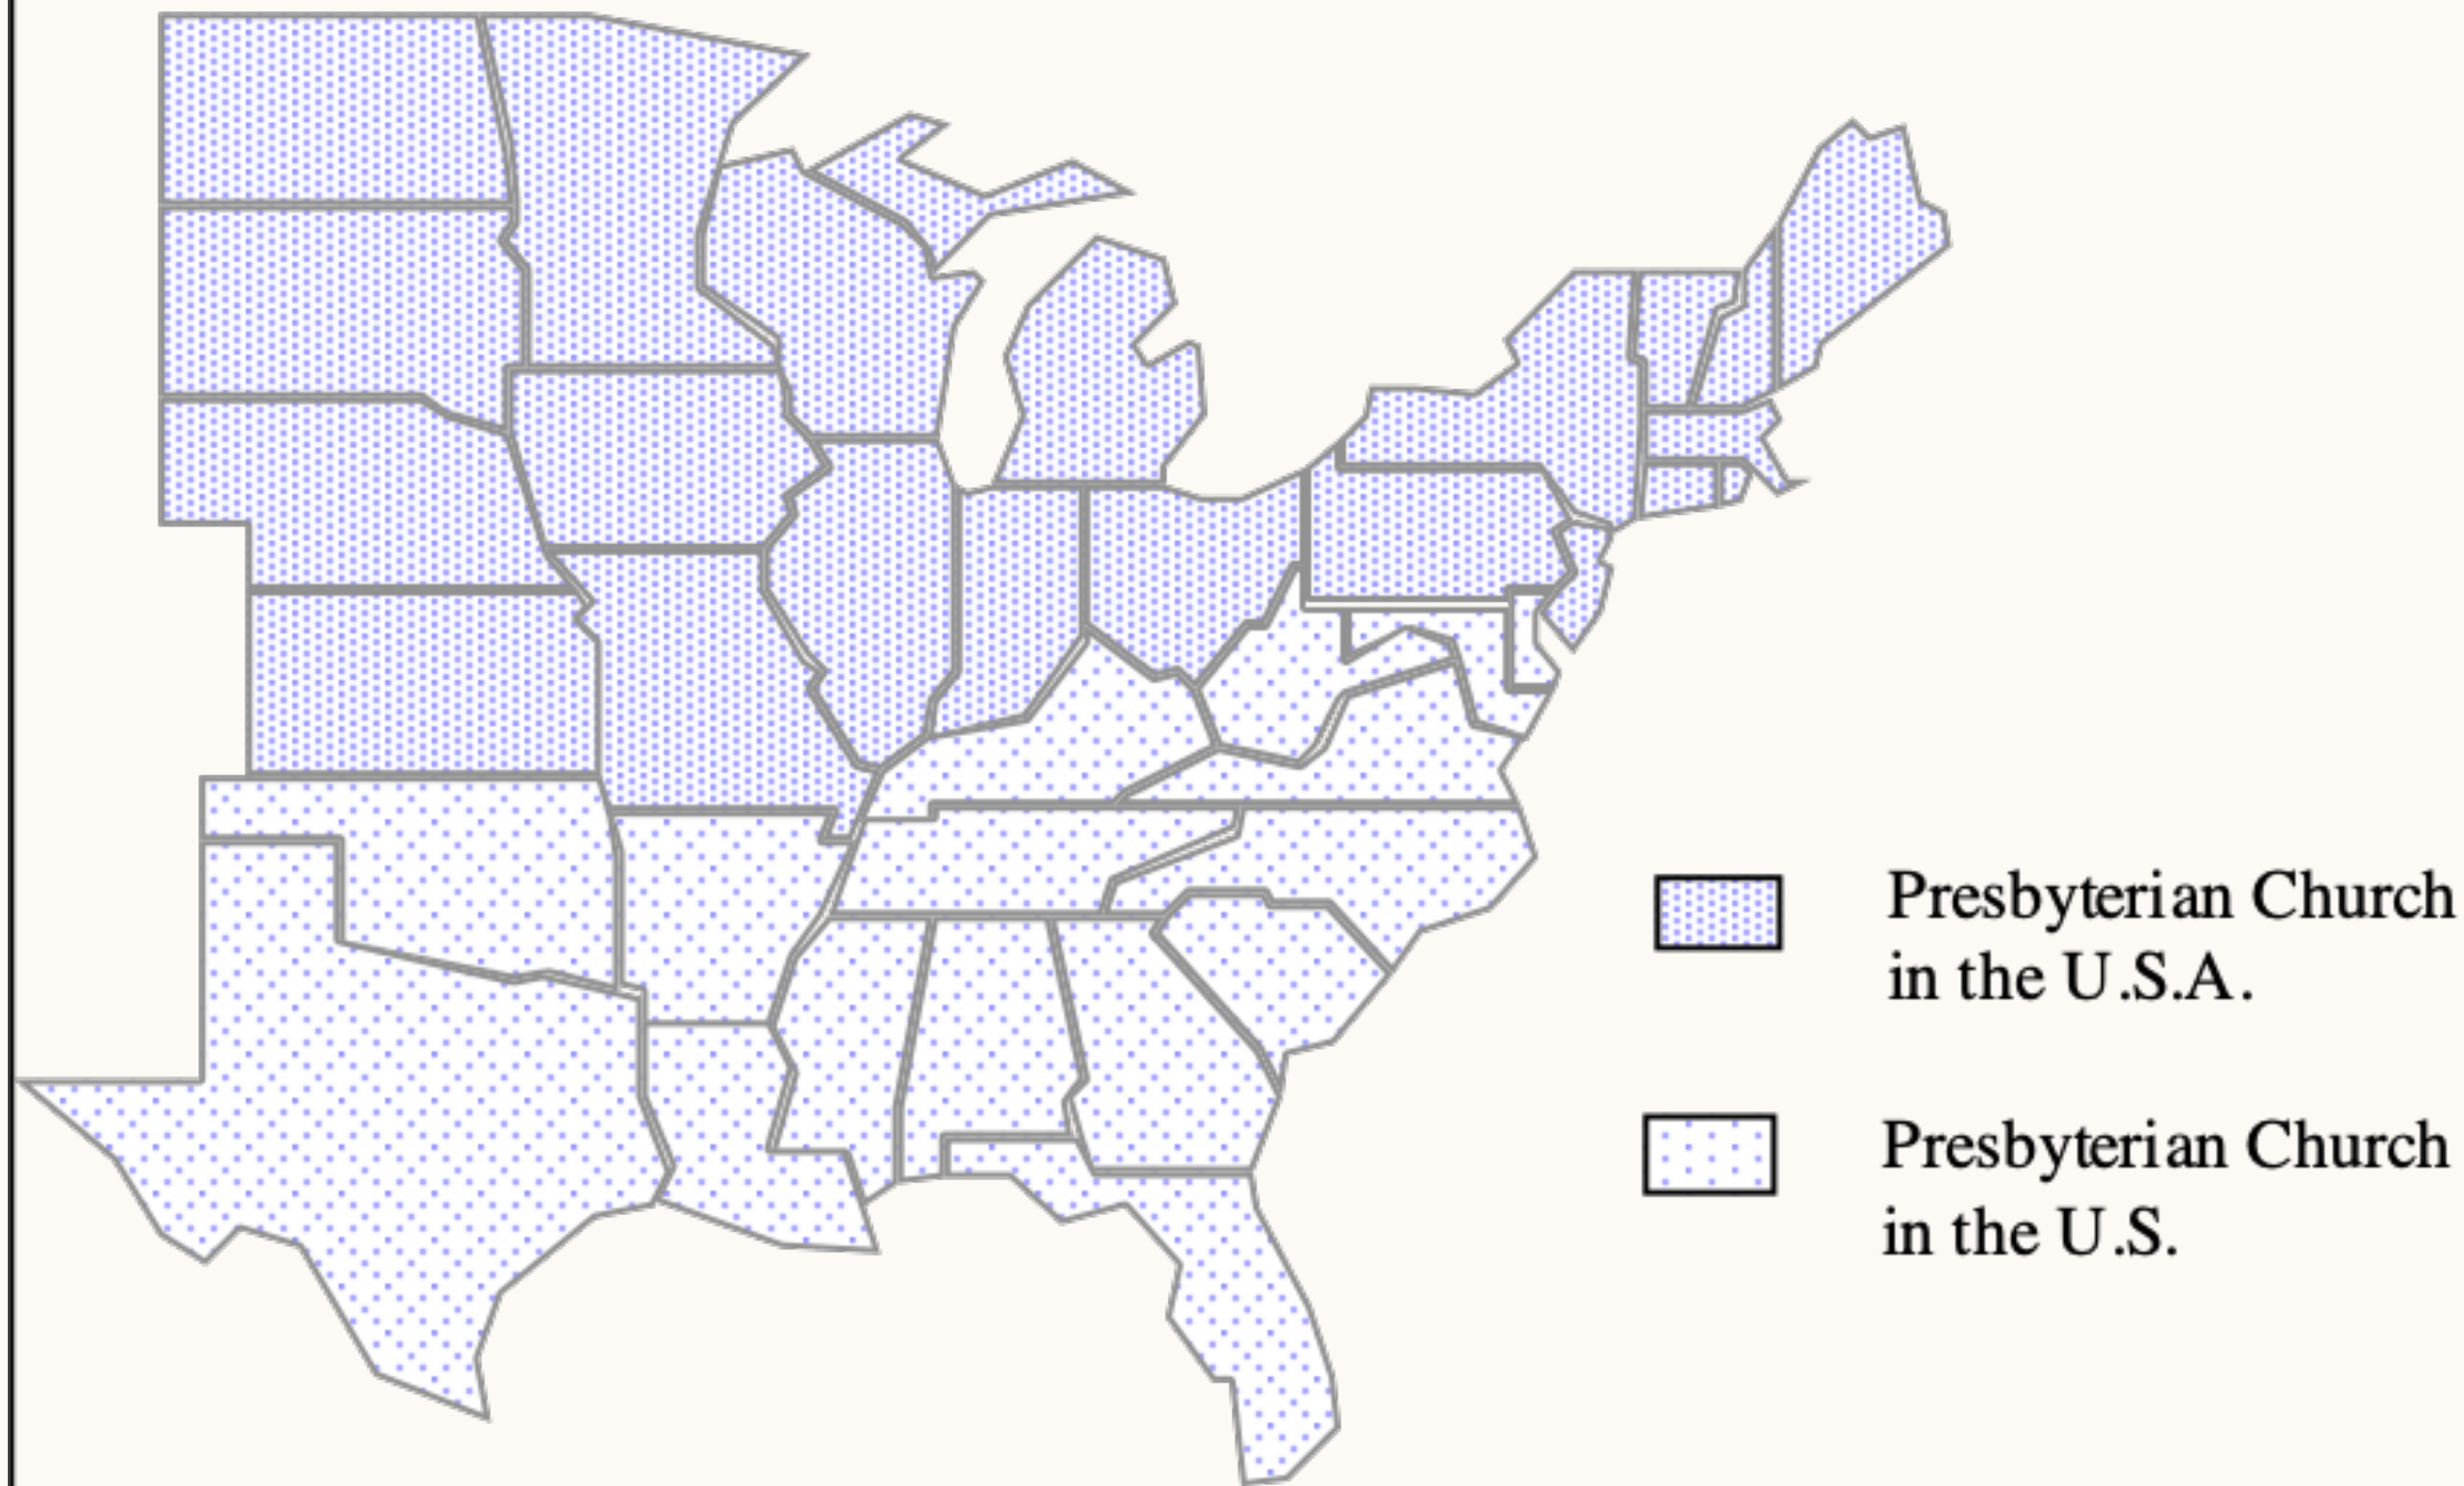 Presbyterian Church
in the U.S.A.
Presbyterian Church
in the U.S.